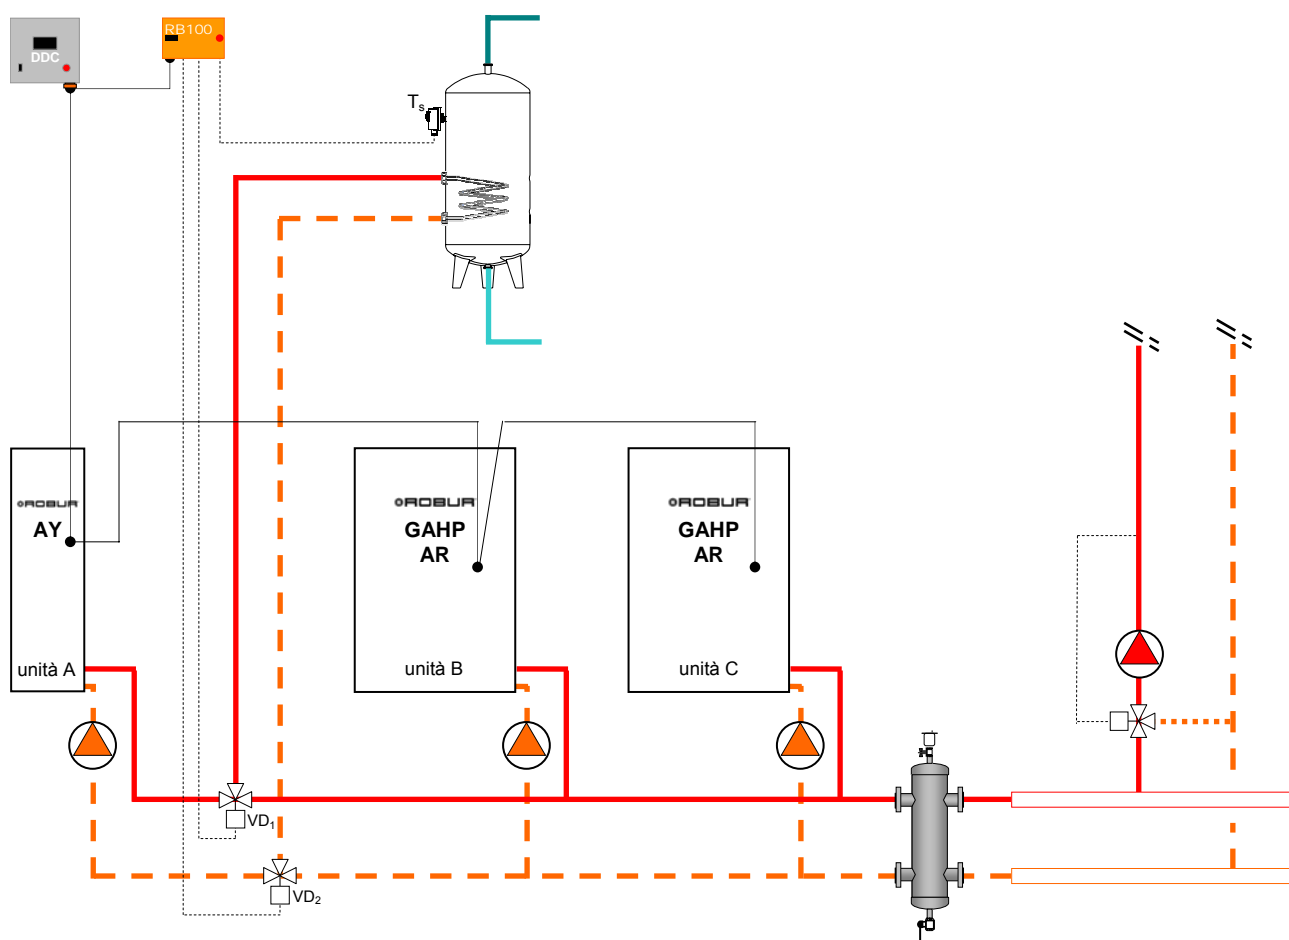 RB100
DDC
Ts
ROBUR
AY
ROBUR
GAHP
AR
ROBUR
GAHP
AR
unità A
unità B
unità C
VD1
VD2